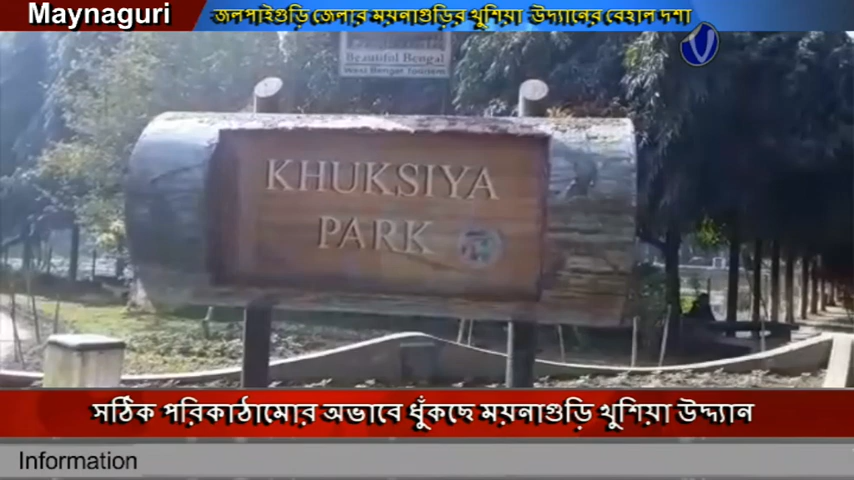 Maynaguri
জলপাইগুড়ি জেলার ময়নাগুড়ির খুশিয়া উদ্যানের বেহাল দশা
Beautiful Bengal
West Bengal Tourism
KHUKSIYA
PARK
সঠিক পরিকাঠামোর অভাবে ধুঁকছে ময়নাগুড়ি খুশিয়া উদ্দ্যান
Information